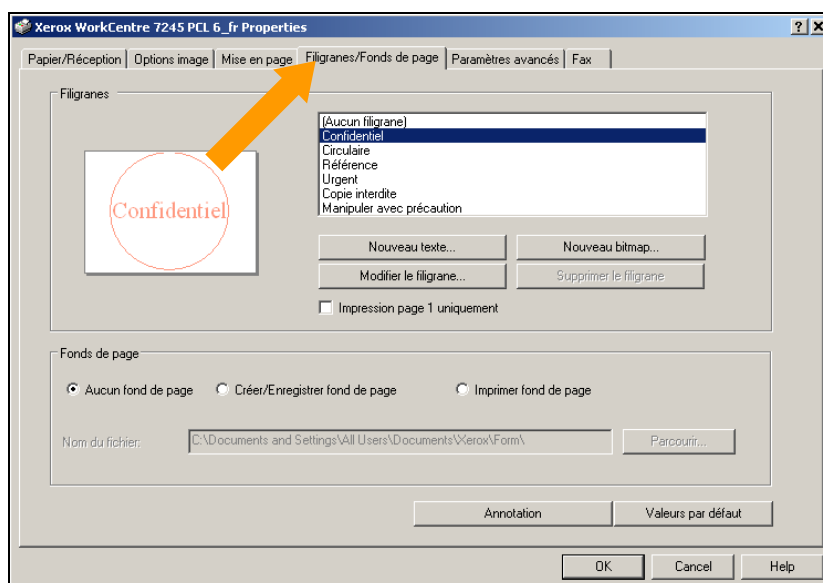 Xerox WorkCentre 7245 PCL 6_fr Properties
Papier/Réception Options image Mise en page Filigranes/Fonds de page Paramètres avancés Fax
Filigranes
(Aucun filigrane)
Confidentiel
Circulaire
Référence
Urgent
Copie interdite
Manipuler avec précaution
Confidentiel
Nouveau texte... Nouveau bitmap...
Modifier le filigrane... Supprimer le filigrane
Impression page 1 uniquement
Fonds de page
Aucun fond de page Créer/Enregistrer fond de page Imprimer fond de page
Nom du fichier: C:\Documents and Settings\All Users\Documents\Xerox\Form\ Parcourir...
Annotation Valeurs par défaut
OK Cancel Help